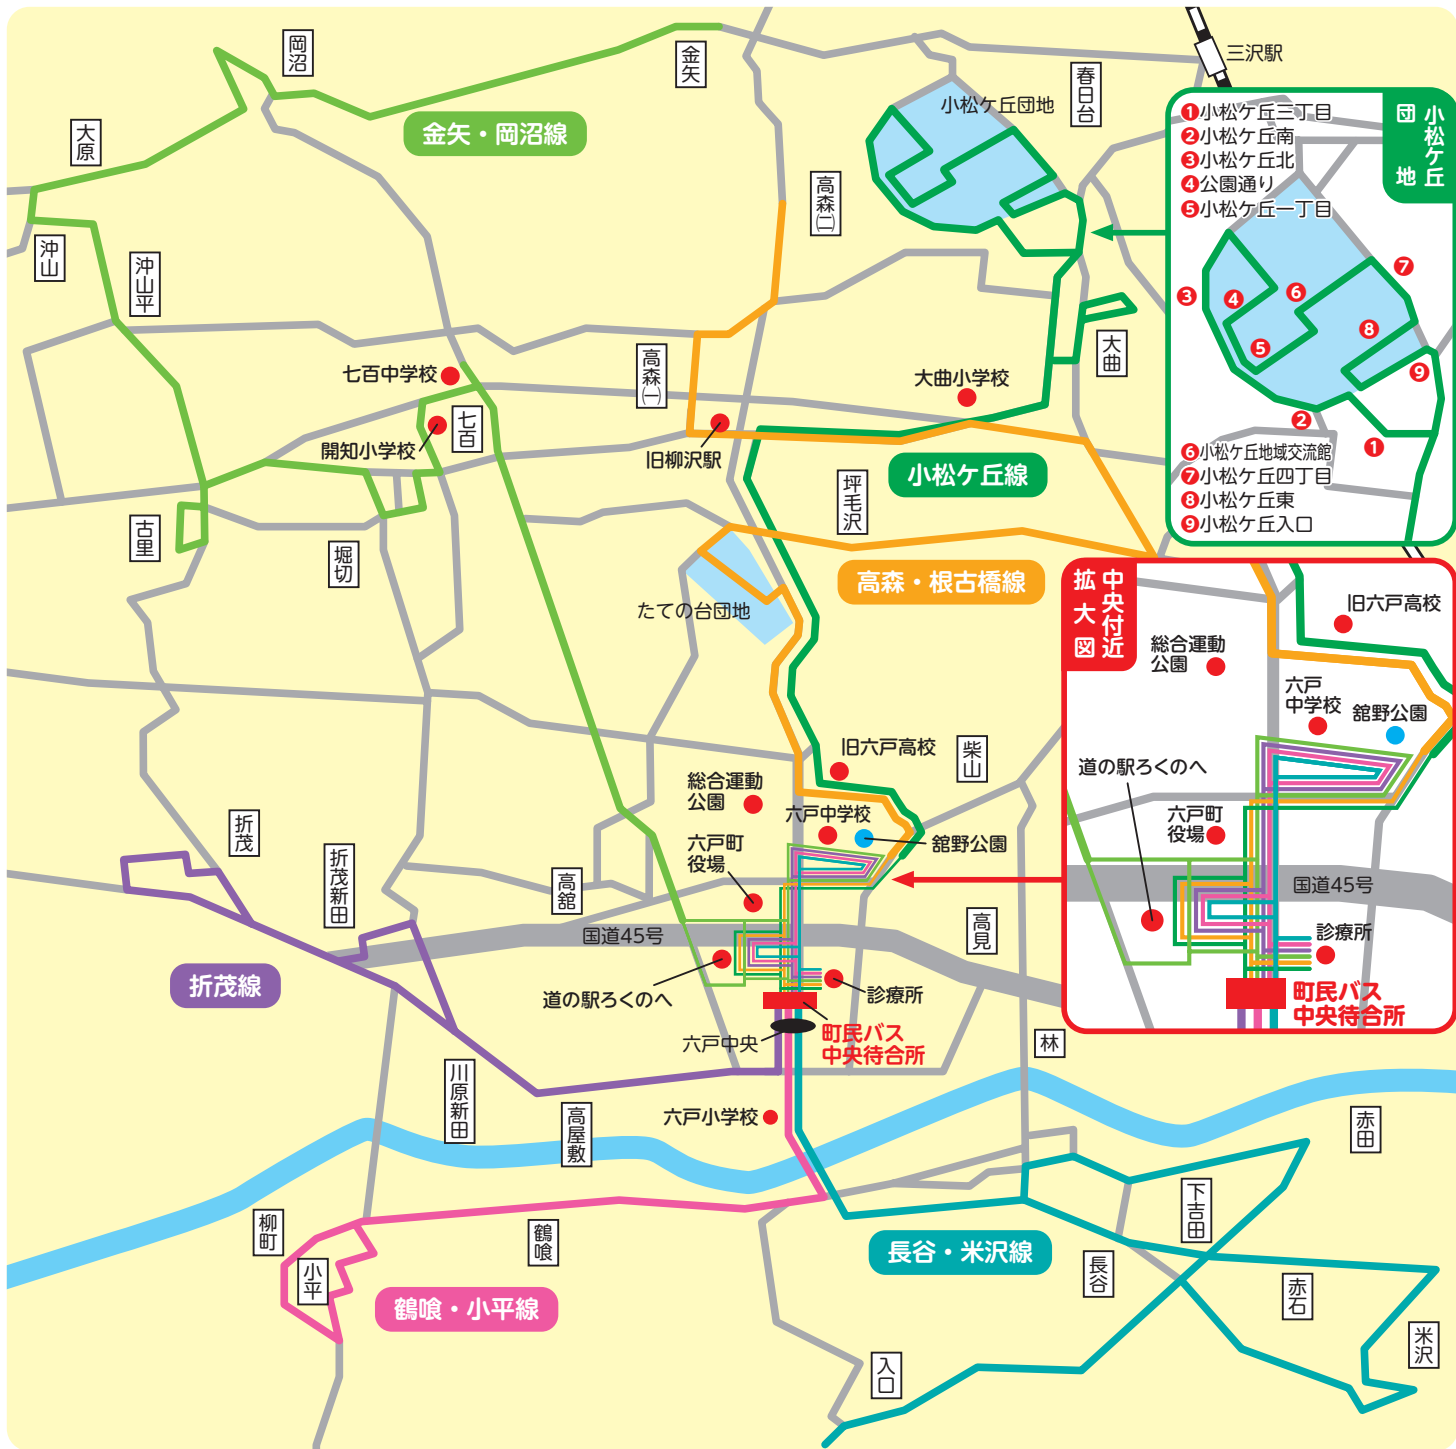 岡沼
金矢
三沢駅
春日台
小松ケ丘団地
大原
金矢・岡沼線
高森㈡
沖山
沖山平
小松ケ丘
団地
❶小松ケ丘三丁目
❷小松ケ丘南
❸小松ケ丘北
❹公園通り
❺小松ケ丘一丁目
❼
❸
❹
❻
❽
❺
❾
❷
❶
❻小松ケ丘地域交流館
❼小松ケ丘四丁目
❽小松ケ丘東
❾小松ケ丘入口
大曲
高森㈠
七百中学校
大曲小学校
七百
開知小学校
旧柳沢駅
小松ケ丘線
坪毛沢
古里
堀切
高森・根古橋線
たての台団地
中央付近
拡大図
旧六戸高校
総合運動
公園
六戸
中学校
舘野公園
道の駅ろくのへ
六戸町
役場
国道45号
診療所
町民バス
中央待合所
旧六戸高校
柴山
総合運動
公園
六戸中学校
舘野公園
六戸町
役場
折茂
折茂新田
高舘
高見
国道45号
折茂線
道の駅ろくのへ
診療所
町民バス
中央待合所
六戸中央
林
川原新田
高屋敷
六戸小学校
赤田
下吉田
柳町
小平
鶴喰
長谷・米沢線
長谷
赤石
鶴喰・小平線
米沢
入口